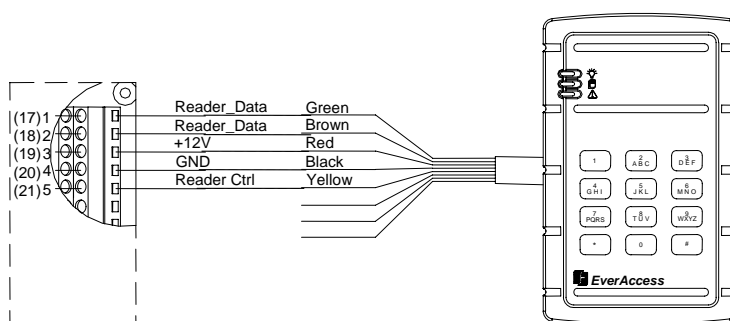 (17)1 Reader_Data Green
(18)2 Reader_Data Brown
(19)3 +12V Red
(20)4 GND Black
(21)5 Reader Ctrl Yellow
1 2 ABC 3 DEF
4 GHI 5 JKL 6 MNO
7 PQRS 8 TUV 9 WXYZ
* 0 #
EverAccess